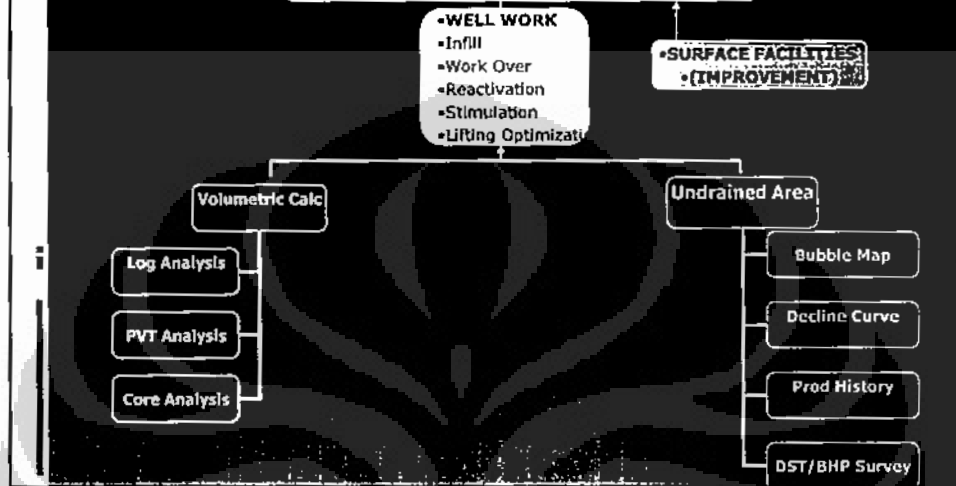 •WELL WORK
•Infill
•Work Over
•Reactivation
•Stimulation
•Lifting Optimizati
•SURFACE FACILITIES
•(IMPROVEMENT)
Volumetric Calc
Log Analysis
PVT Analysis
Core Analysis
Undrained Area
Bubble Map
Decline Curve
Prod History
DST/BHP Survey